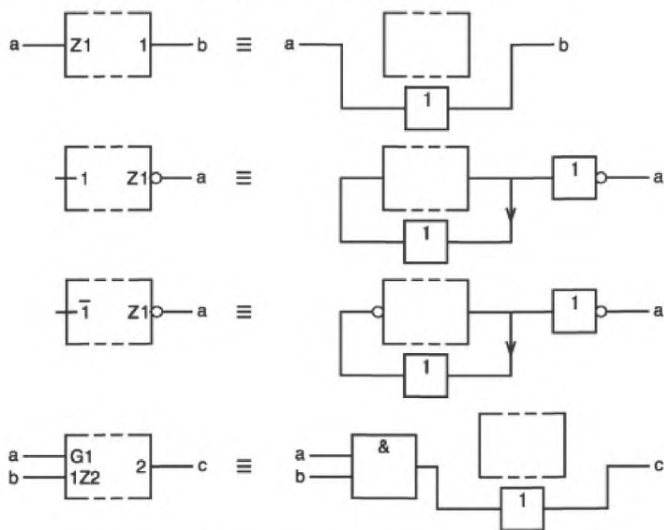 a Z1 1 b ≡ a 1 b
1 Z1 a ≡ 1 1 a
1̅ Z1 a ≡ 1 1 a
a G1 2 c ≡ a & 1 c
b 1Z2 b